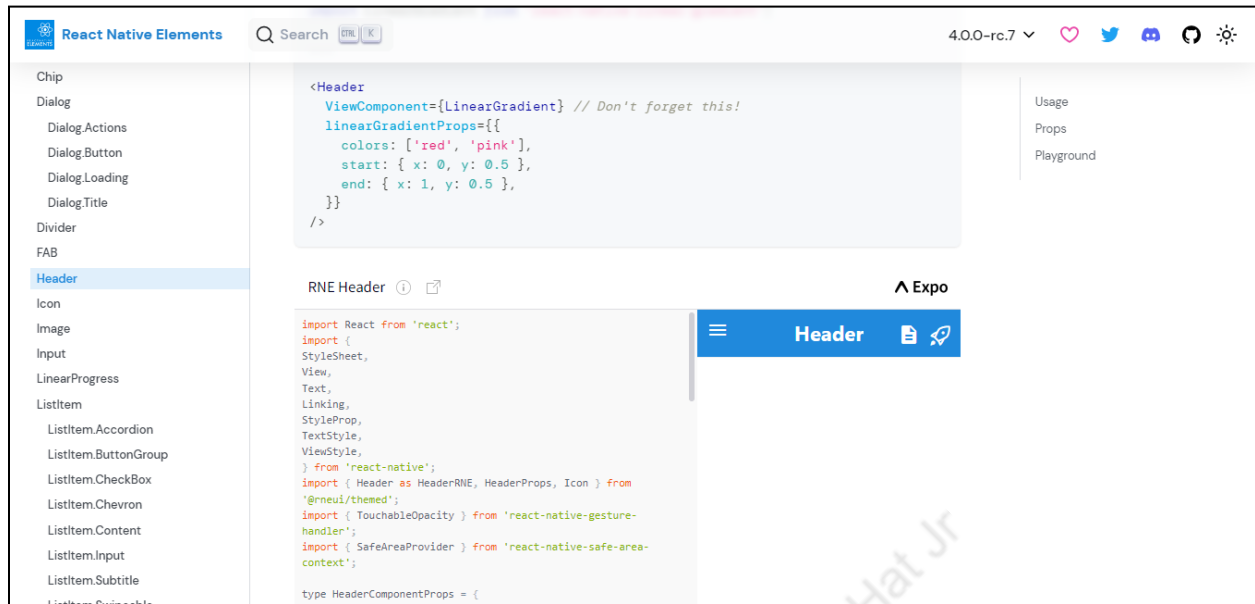 ELEMENTS
React Native Elements
Search CTRL K
4.0.0-rc.7
Chip
Dialog
Dialog.Actions
Dialog.Button
Dialog.Loading
Dialog.Title
Divider
FAB
Header
Icon
Image
Input
LinearProgress
ListItem
ListItem.Accordion
ListItem.ButtonGroup
ListItem.CheckBox
ListItem.Chevron
ListItem.Content
ListItem.Input
ListItem.Subtitle
ListItem.Swipeable
<Header
ViewComponent={LinearGradient} // Don't forget this!
linearGradientProps={{
colors: ['red', 'pink'],
start: { x: 0, y: 0.5 },
end: { x: 1, y: 0.5 },
}}
/>
RNE Header
Expo
import React from 'react';
import {
StyleSheet,
View,
Text,
Linking,
StyleProp,
TextStyle,
ViewStyle,
} from 'react-native';
import { Header as HeaderRNE, HeaderProps, Icon } from
'@rneui/themed';
import { TouchableOpacity } from 'react-native-gesture-
handler';
import { SafeAreaProvider } from 'react-native-safe-area-
context';
type HeaderComponentProps = {
Header
Usage
Props
Playground
Hat Jr